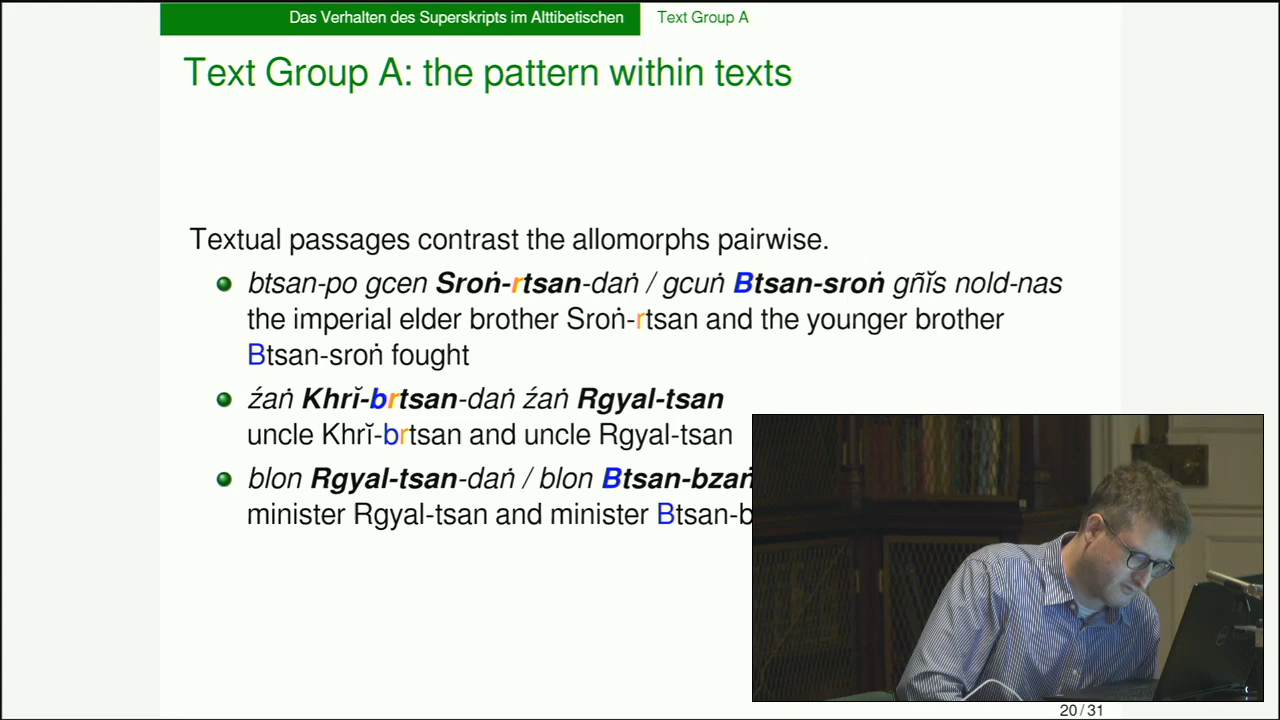 Das Verhalten des Superskripts im Alttibetischen
Text Group A
Text Group A: the pattern within texts
Textual passages contrast the allomorphs pairwise.
btsan-po gcen Sroṅ-rtsan-daṅ / gcuṅ Btsan-sroṅ gñĭs nold-nas
the imperial elder brother Sroṅ-rtsan and the younger brother
Btsan-sroṅ fought
źaṅ Khrĭ-brtsan-daṅ źaṅ Rgyal-tsan
uncle Khrĭ-brtsan and uncle Rgyal-tsan
blon Rgyal-tsan-daṅ / blon Btsan-bzaṅ
minister Rgyal-tsan and minister Btsan-b
20/31